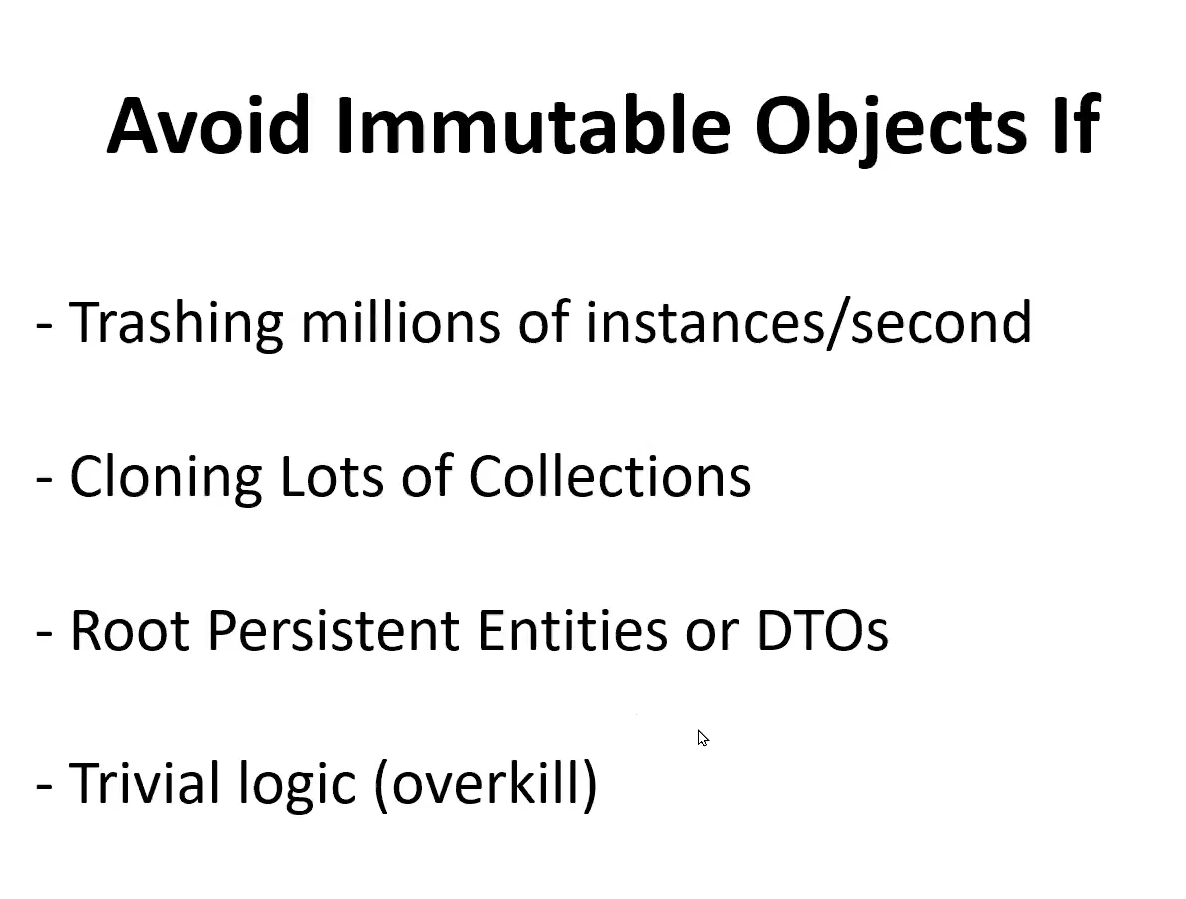 Avoid Immutable Objects If
- Trashing millions of instances/second
- Cloning Lots of Collections
- Root Persistent Entities or DTOs
- Trivial logic (overkill)